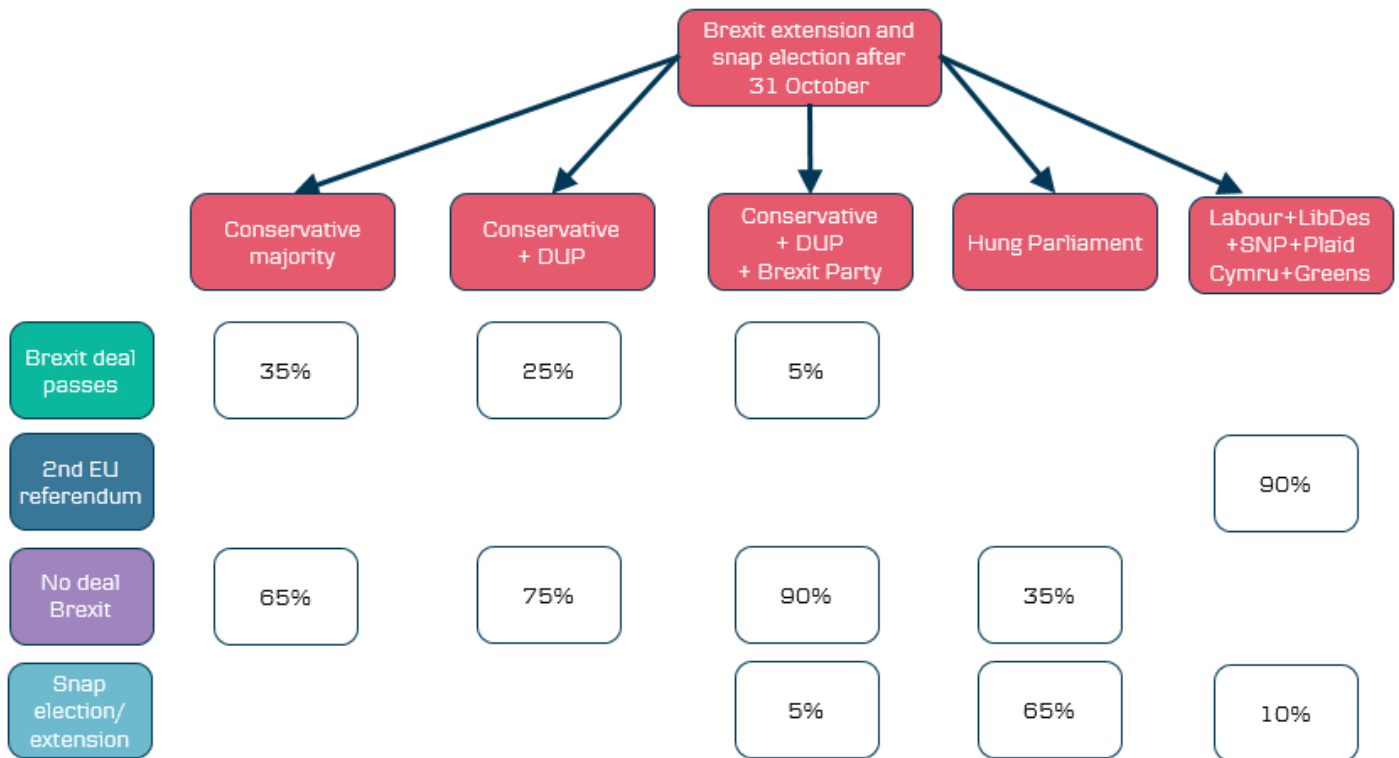 Brexit extension and
snap election after
31 October
Conservative
majority
Conservative
+ DUP
Conservative
+ DUP
+ Brexit Party
Hung Parliament
Labour+LibDes
+SNP+Plaid
Cymru+Greens
Brexit deal
passes
35%
25%
5%
2nd EU
referendum
90%
No deal
Brexit
65%
75%
90%
35%
Snap
election/
extension
5%
65%
10%